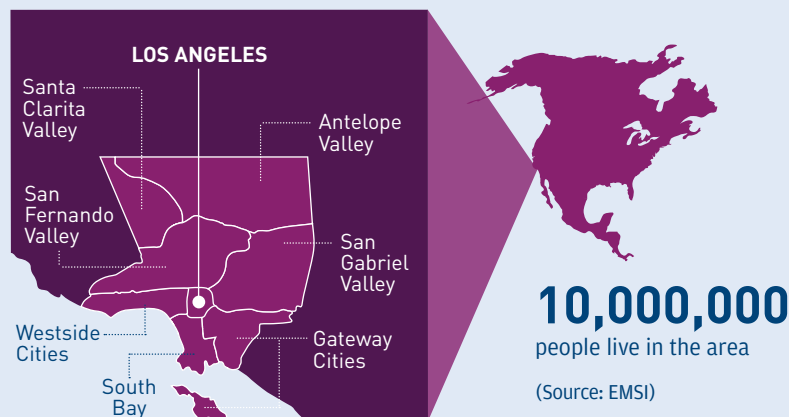 LOS ANGELES
Santa
Clarita
Valley
Antelope
Valley
San
Fernando
Valley
San
Gabriel
Valley
Westside
Cities
Gateway
Cities
South
Bay
10,000,000
people live in the area
(Source: EMSI)